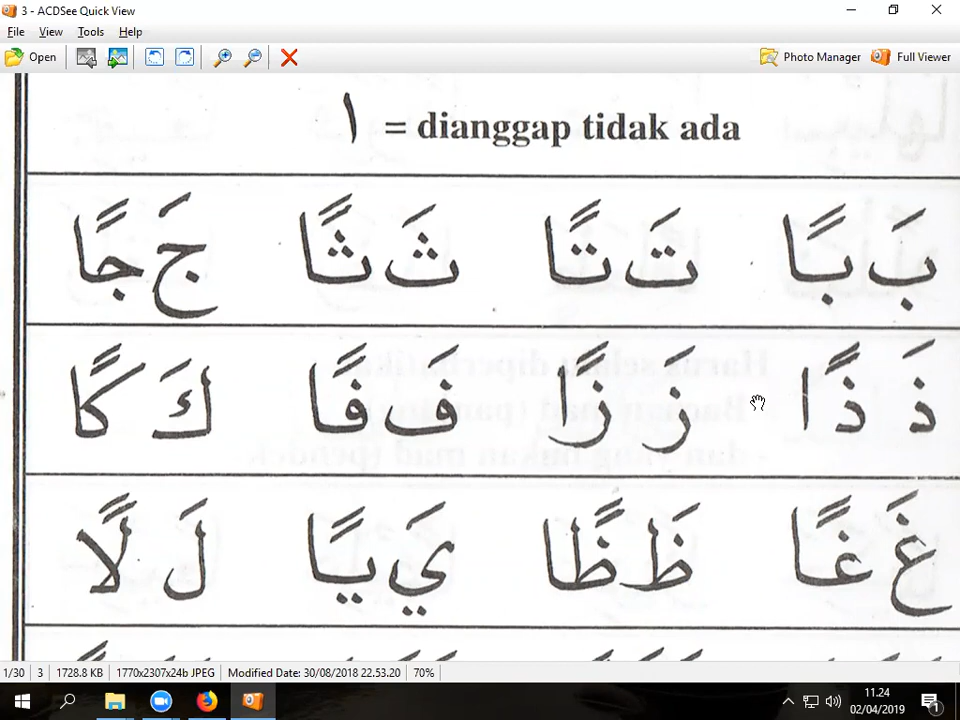 3 - ACDSee Quick View
File View Tools Help
Open Photo Manager Full Viewer
ا = dianggap tidak ada
بَ بًا تَ تًا ثَ ثًا جَ جًا
ذَ ذًا زَ زًا فَ فًا كَ كًا
غَ غًا ظَ ظًا يَ يًا لَ لًا
1/30 3 1728.8 KB 1770x2307x24b JPEG Modified Date: 30/08/2018 22.53.20 70%
11.24
02/04/2019
1